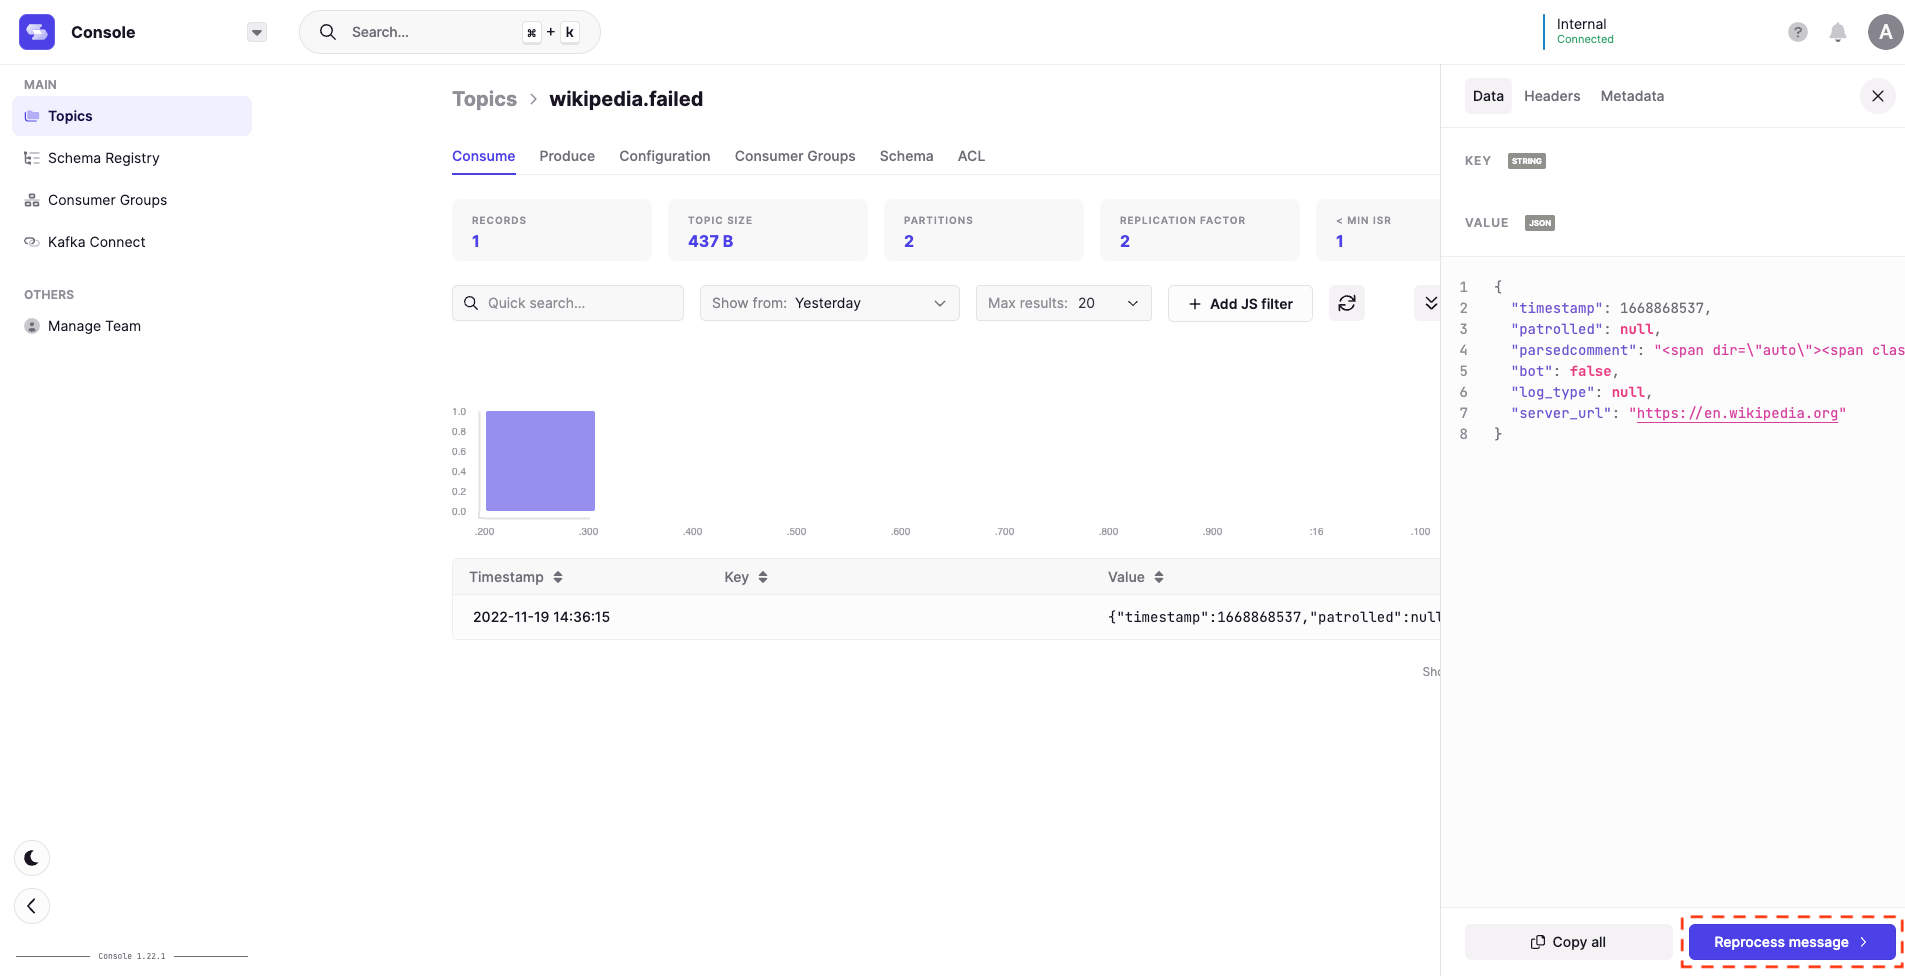 Console
Search...
⌘ + k
Internal
Connected
?
A
MAIN
Topics
Schema Registry
Consumer Groups
Kafka Connect
OTHERS
Manage Team
Console 1.22.1
Topics > wikipedia.failed
Consume Produce Configuration Consumer Groups Schema ACL
RECORDS
1
TOPIC SIZE
437 B
PARTITIONS
2
REPLICATION FACTOR
2
< MIN ISR
1
Quick search...
Show from: Yesterday
Max results: 20
+ Add JS filter
1.0
0.8
0.6
0.4
0.2
0.0
.200 .300 .400 .500 .600 .700 .800 .900 :16 .100
Timestamp Key Value
2022-11-19 14:36:15 {"timestamp":1668868537,"patrolled":null
Sho
Data Headers Metadata
KEY STRING
VALUE JSON
1 {
2 "timestamp": 1668868537,
3 "patrolled": null,
4 "parsedcomment": "<span dir=\"auto\"><span clas
5 "bot": false,
6 "log_type": null,
7 "server_url": "https://en.wikipedia.org"
8 }
Copy all
Reprocess message >